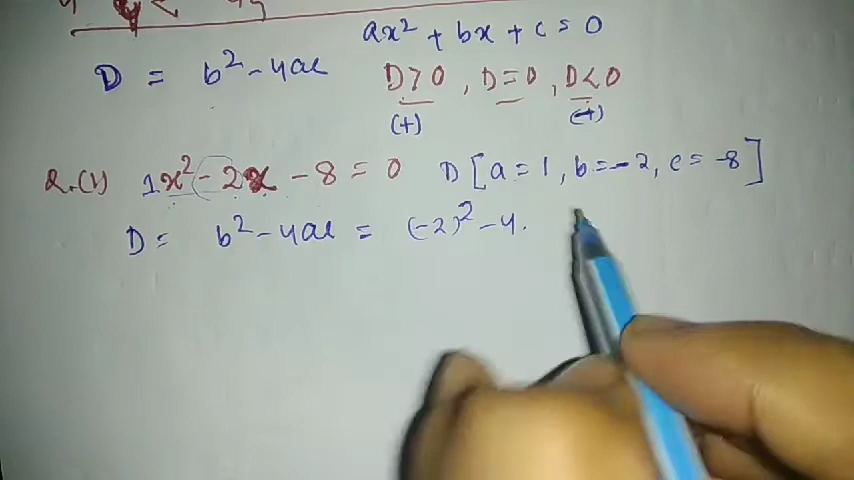 ax² + bx + c = 0
D = b² - 4ac
D > 0, D = 0, D < 0
(+) (-)
2.(1) 1x² - 2x - 8 = 0 D [a = 1, b = -2, c = -8]
D = b² - 4ac = (-2)² - 4.